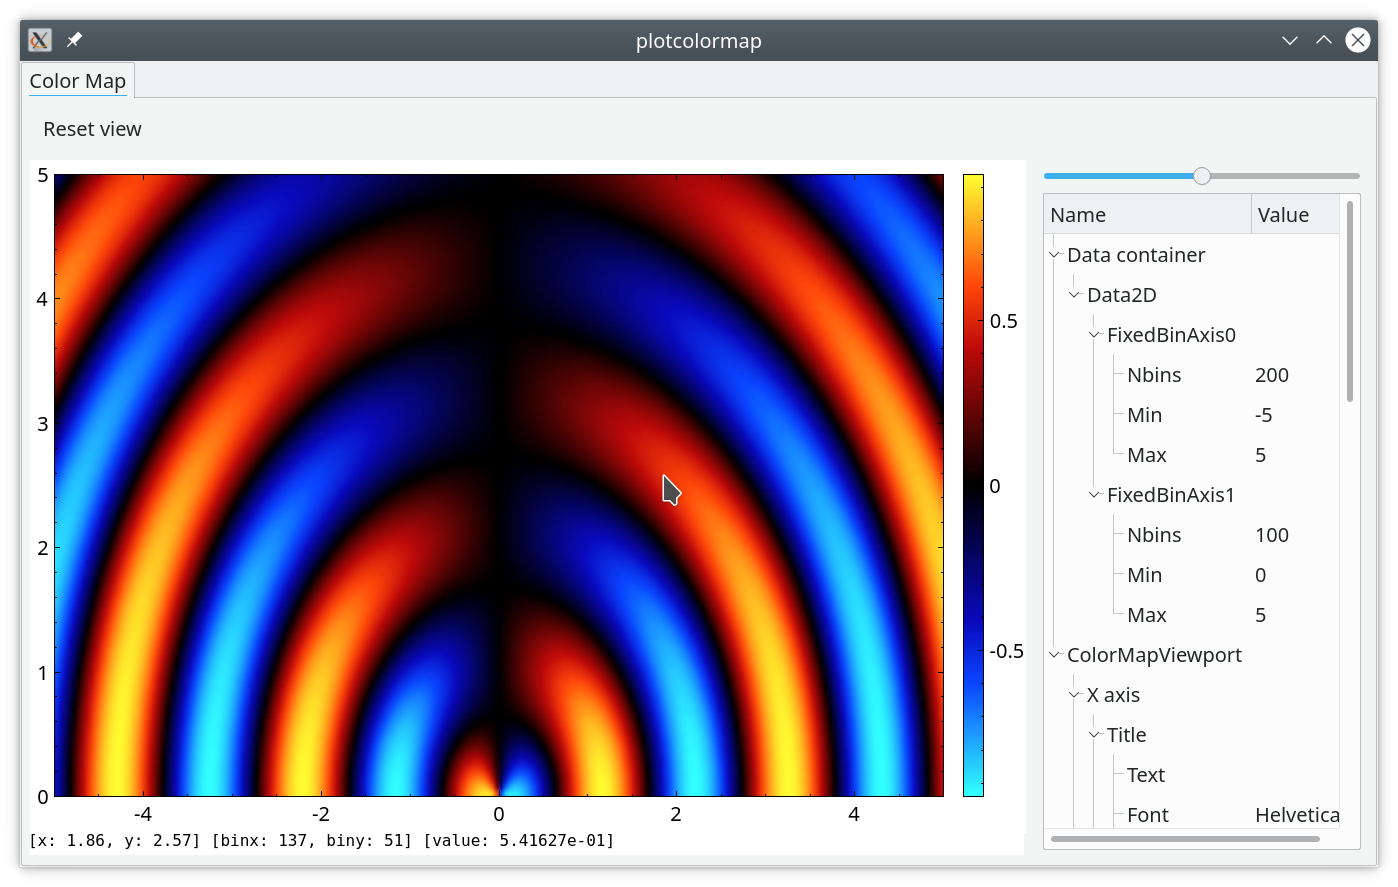 plotcolormap
Color Map
Reset view
5
4
3
2
1
0
-4
-2
0
2
4
0.5
0
-0.5
[x: 1.86, y: 2.57] [binx: 137, biny: 51] [value: 5.41627e-01]
Name Value
Data container
Data2D
FixedBinAxis0
Nbins 200
Min -5
Max 5
FixedBinAxis1
Nbins 100
Min 0
Max 5
ColorMapViewport
X axis
Title
Text
Font Helvetica